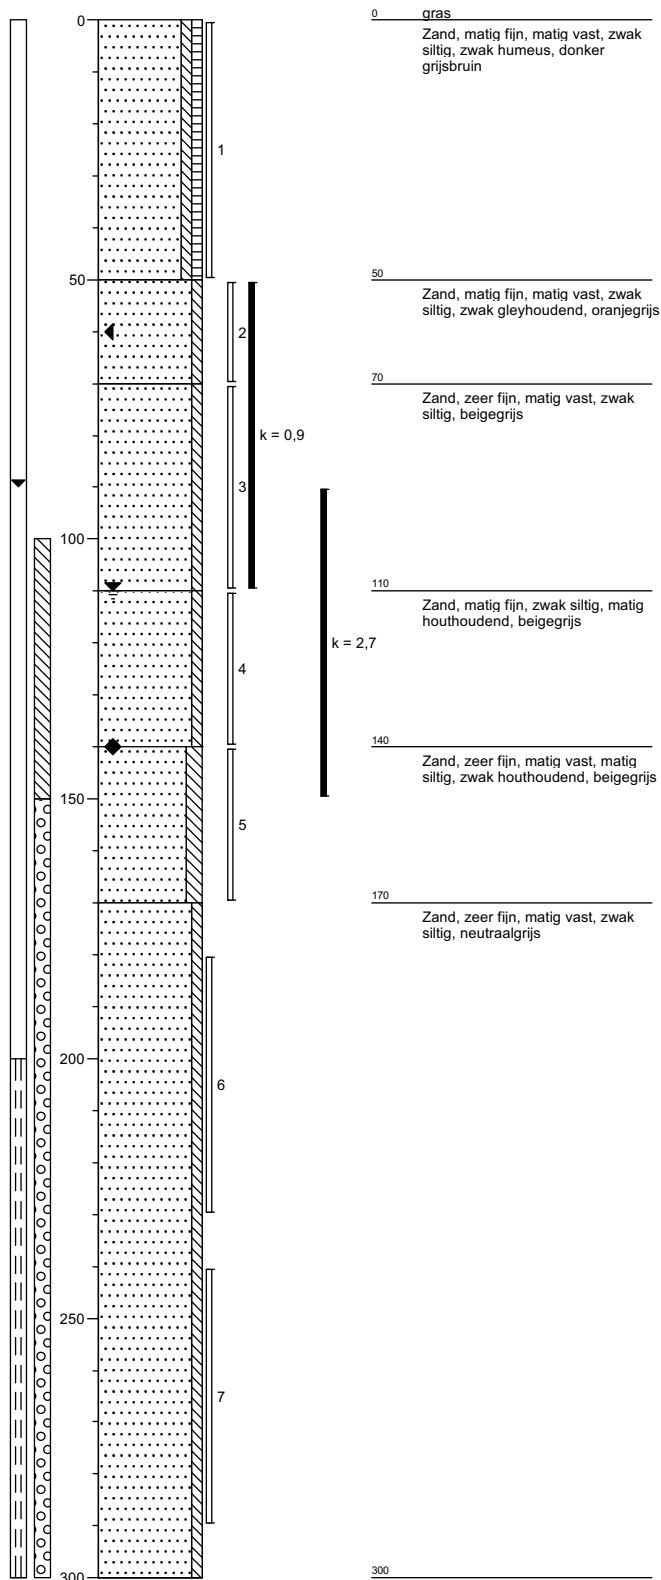 0
gras
Zand, matig fijn, matig vast, zwak
siltig, zwak humeus, donker
grijsbruin
0
1
50
50
Zand, matig fijn, matig vast, zwak
siltig, zwak gleyhoudend, oranjegrijs
2
70
Zand, zeer fijn, matig vast, zwak
siltig, beigegrijs
k = 0,9
3
100
110
Zand, matig fijn, zwak siltig, matig
houthoudend, beigegrijs
k = 2,7
4
140
Zand, zeer fijn, matig vast, matig
siltig, zwak houthoudend, beigegrijs
150
5
170
Zand, zeer fijn, matig vast, zwak
siltig, neutraalgrijs
200
6
250
7
300
300